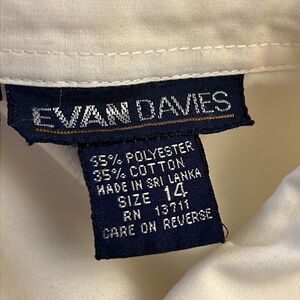 EVAN DAVIES
65% POLYESTER
35% COTTON
MADE IN SRI LANKA
SIZE 14
RN 13711
CARE ON REVERSE